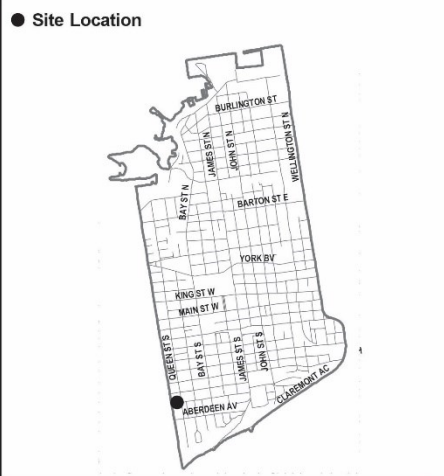 Site Location
BURLINGTON ST
JAMES ST N
JOHN ST N
WELLINGTON ST N
BAY ST N
BARTON ST E
YORK BV
KING ST W
MAIN ST W
QUEEN ST S
BAY ST S
JAMES ST S
JOHN ST S
ABERDEEN AV
CLAREMONT AC